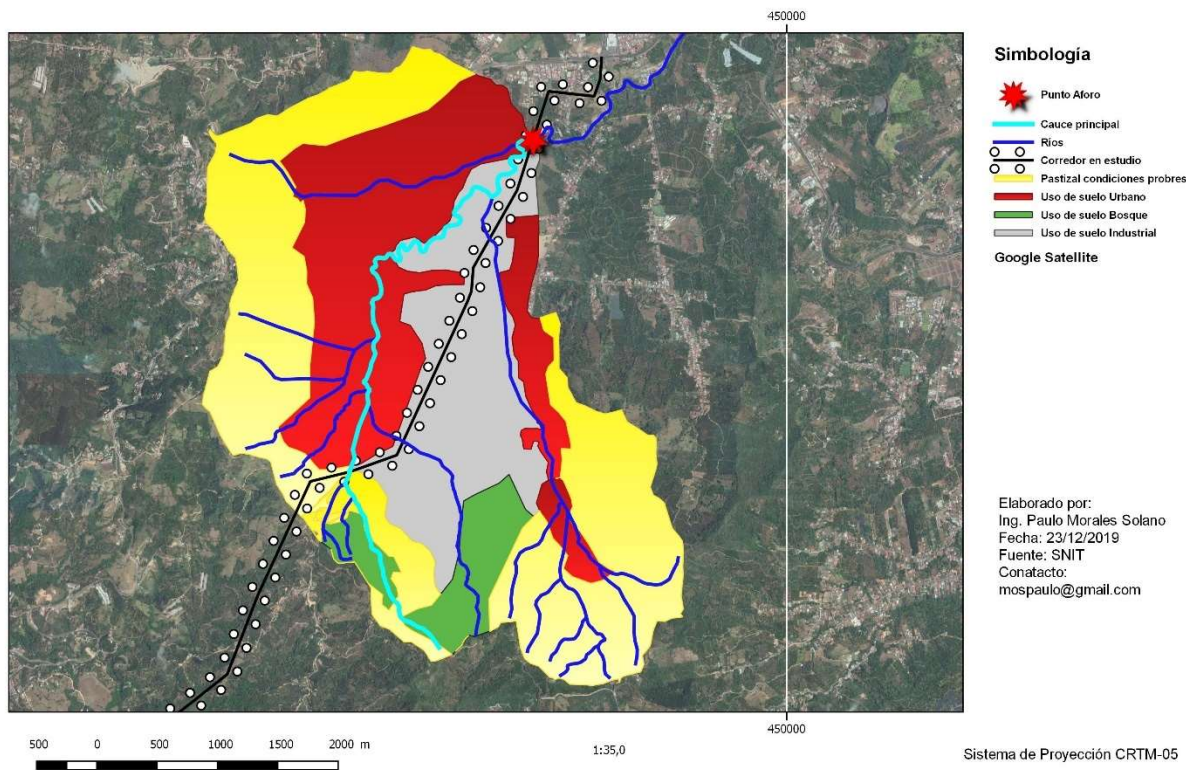 450000
Simbología
Punto Aforo
Cauce principal
Ríos
Corredor en estudio
Pastizal condiciones probres
Uso de suelo Urbano
Uso de suelo Bosque
Uso de suelo Industrial
Google Satellite
Elaborado por:
Ing. Paulo Morales Solano
Fecha: 23/12/2019
Fuente: SNIT
Conatacto:
mospaulo@gmail.com
450000
500 0 500 1000 1500 2000 m
1:35,0
Sistema de Proyección CRTM-05